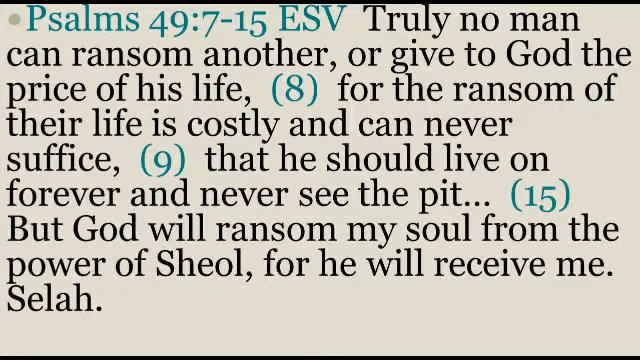 Psalms 49:7-15 ESV Truly no man
can ransom another, or give to God the
price of his life, (8) for the ransom of
their life is costly and can never
suffice, (9) that he should live on
forever and never see the pit... (15)
But God will ransom my soul from the
power of Sheol, for he will receive me.
Selah.